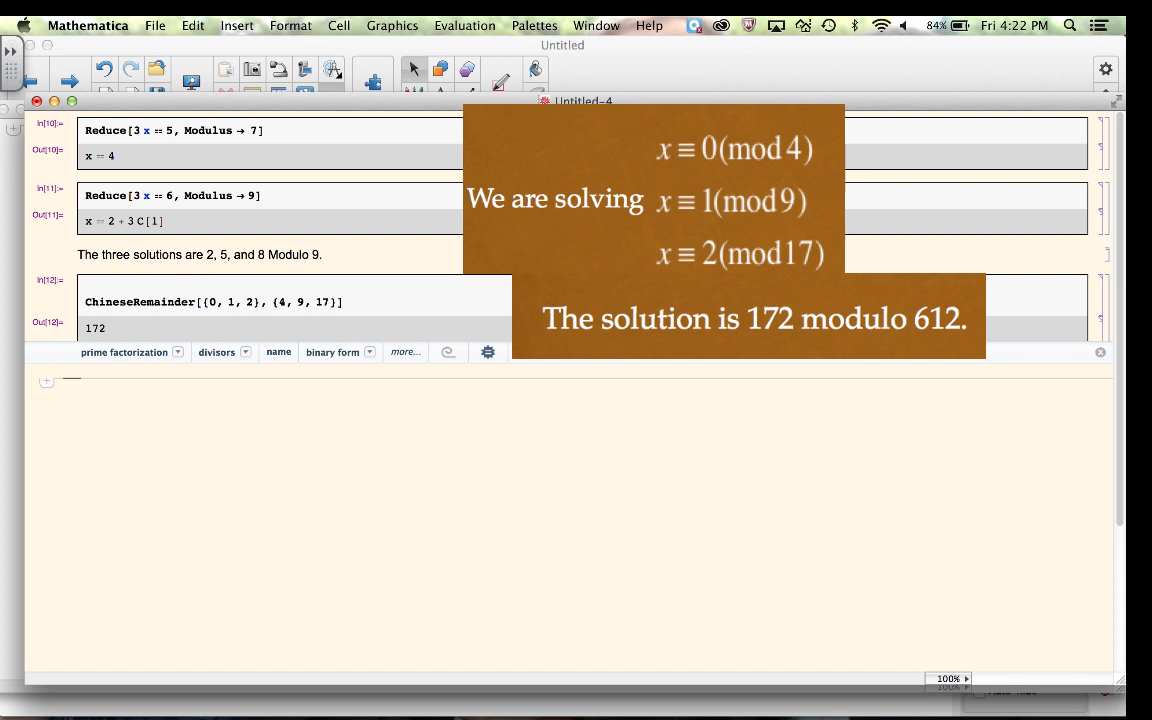 Mathematica File Edit Insert Format Cell Graphics Evaluation Palettes Window Help 84% Fri 4:22 PM
Untitled
Untitled-4
In[10]:= Reduce[3 x == 5, Modulus → 7]
Out[10]= x == 4
In[11]:= Reduce[3 x == 6, Modulus → 9]
Out[11]= x == 2 + 3 C[1]
The three solutions are 2, 5, and 8 Modulo 9.
In[12]:= ChineseRemainder[{0, 1, 2}, {4, 9, 17}]
Out[12]= 172
x ≡ 0(mod 4)
We are solving x ≡ 1(mod 9)
x ≡ 2(mod 17)
The solution is 172 modulo 612.
prime factorization divisors name binary form more...
100%
100%